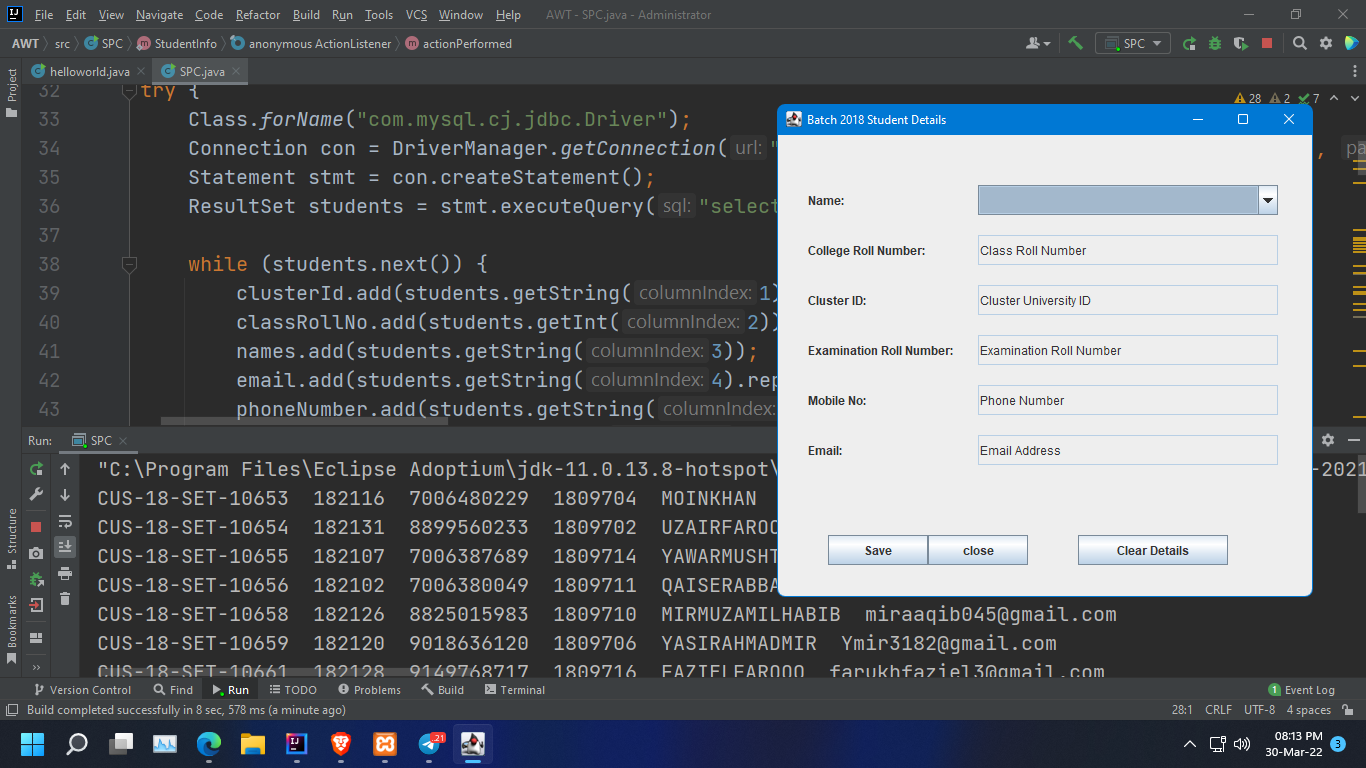 File Edit View Navigate Code Refactor Build Run Tools VCS Window Help AWT - SPC.java - Administrator
AWT src SPC StudentInfo anonymous ActionListener actionPerformed SPC
helloworld.java SPC.java
Project
28 2 7
32 try {
33 Class.forName("com.mysql.cj.jdbc.Driver");
34 Connection con = DriverManager.getConnection( url: " , pa
35 Statement stmt = con.createStatement();
36 ResultSet students = stmt.executeQuery( sql: "select
37
38 while (students.next()) {
39 clusterId.add(students.getString( columnIndex: 1)
40 classRollNo.add(students.getInt( columnIndex: 2))
41 names.add(students.getString( columnIndex: 3));
42 email.add(students.getString( columnIndex: 4).rep
43 phoneNumber.add(students.getString( columnIndex:
Batch 2018 Student Details
Name:
College Roll Number: Class Roll Number
Cluster ID: Cluster University ID
Examination Roll Number: Examination Roll Number
Mobile No: Phone Number
Email: Email Address
Save close Clear Details
Run: SPC
"C:\Program Files\Eclipse Adoptium\jdk-11.0.13.8-hotspot\ -2021
CUS-18-SET-10653 182116 7006480229 1809704 MOINKHAN
CUS-18-SET-10654 182131 8899560233 1809702 UZAIRFAROO
CUS-18-SET-10655 182107 7006387689 1809714 YAWARMUSHT
CUS-18-SET-10656 182102 7006380049 1809711 QAISERABBA
CUS-18-SET-10658 182126 8825015983 1809710 MIRMUZAMILHABIB miraaqib045@gmail.com
CUS-18-SET-10659 182120 9018636120 1809706 YASIRAHMADMIR Ymir3182@gmail.com
CUS-18-SET-10661 182128 9149768717 1809716 FAZIELFAROOQ farukhfaziel3@gmail.com
Structure
Bookmarks
Version Control Find Run TODO Problems Build Terminal 1 Event Log
Build completed successfully in 8 sec, 578 ms (a minute ago) 28:1 CRLF UTF-8 4 spaces
21
08:13 PM
30-Mar-22
3